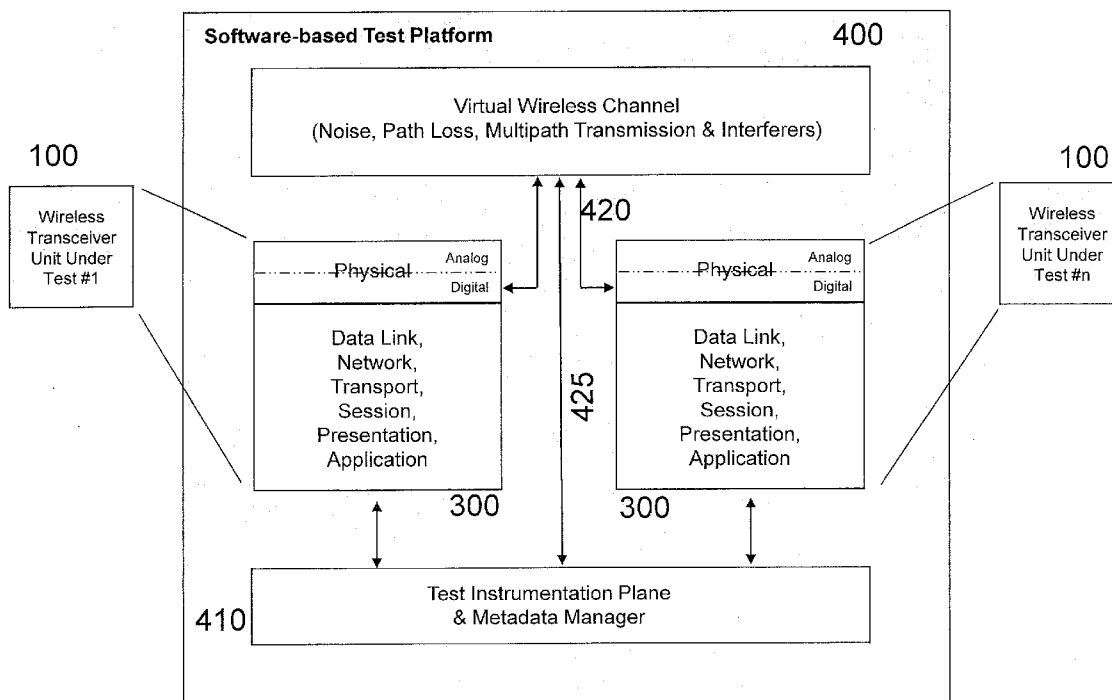 Software-based Test Platform
400
Virtual Wireless Channel
(Noise, Path Loss, Multipath Transmission & Interferers)
100
Wireless
Transceiver
Unit Under
Test #1
100
Wireless
Transceiver
Unit Under
Test #n
420
Physical
Analog
Digital
Data Link,
Network,
Transport,
Session,
Presentation,
Application
300
425
Physical
Analog
Digital
Data Link,
Network,
Transport,
Session,
Presentation,
Application
300
410
Test Instrumentation Plane
& Metadata Manager